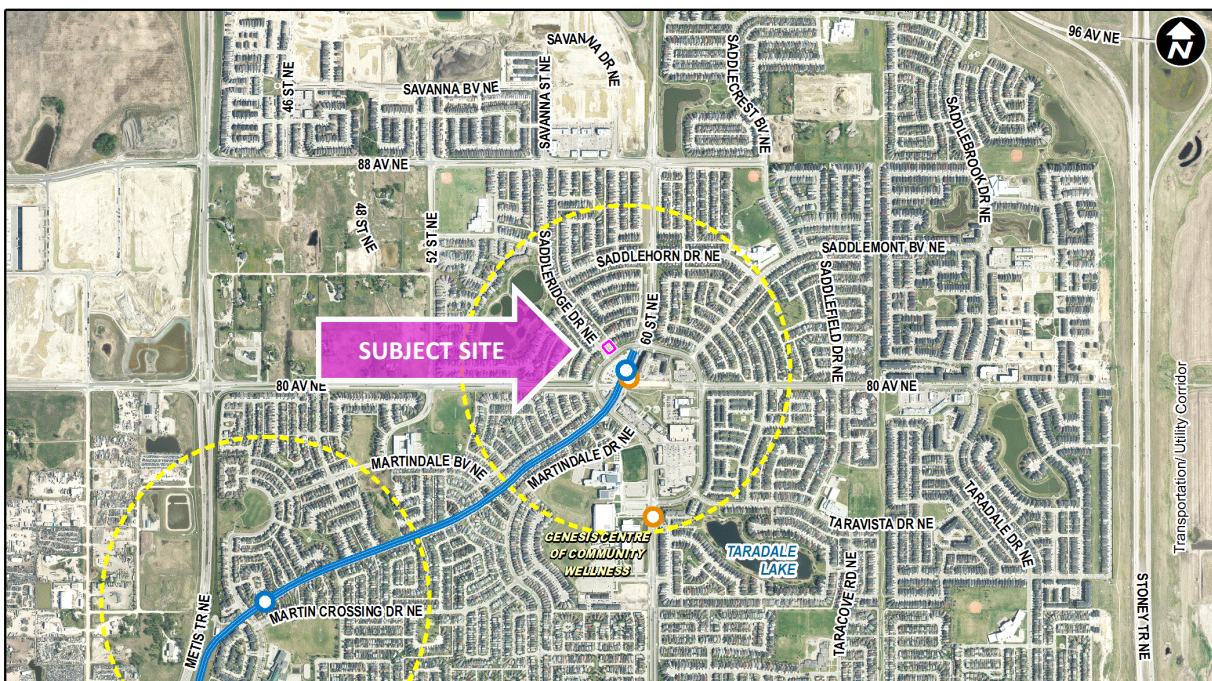 96 AV NE
N
SAVANNA DR NE
SADDLECREST BV NE
46 ST NE
SAVANNA BV NE
SAVANNA ST NE
SADDLEBROOK DR NE
88 AV NE
48 ST NE
52 ST NE
SADDLERIDGE DR NE
SADDLEHORN DR NE
SADDLEMONT BV NE
SADDLEFIELD DR NE
60 ST NE
SUBJECT SITE
80 AV NE
80 AV NE
Transportation/ Utility Corridor
MARTINDALE BV NE
MARTINDALE DR NE
TARADALE DR NE
TARAVISTA DR NE
GENESIS CENTRE
OF COMMUNITY
WELLNESS
TARADALE
LAKE
TARACOVE RD NE
METIS TR NE
MARTIN CROSSING DR NE
STONEY TR NE